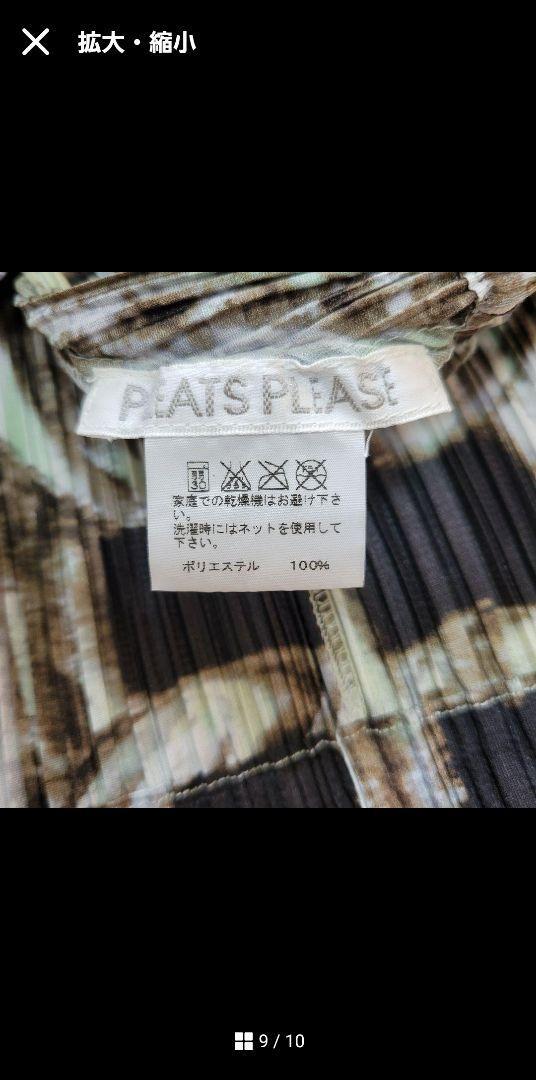 拡大・縮小
PLEATS PLEASE
家庭での乾燥機はお避け下さ
い。
洗濯時にはネットを使用して
下さい。
ポリエステル 100%
9 / 10